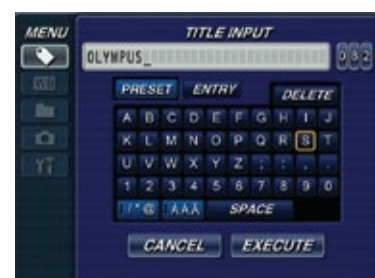 MENU TITLE INPUT
OLYMPUS_ 032
PRESET ENTRY DELETE
A B C D E F G H I J
K L M N O P Q R S T
U V W X Y Z : ; , .
1 2 3 4 5 6 7 8 9 0
SPACE
CANCEL EXECUTE